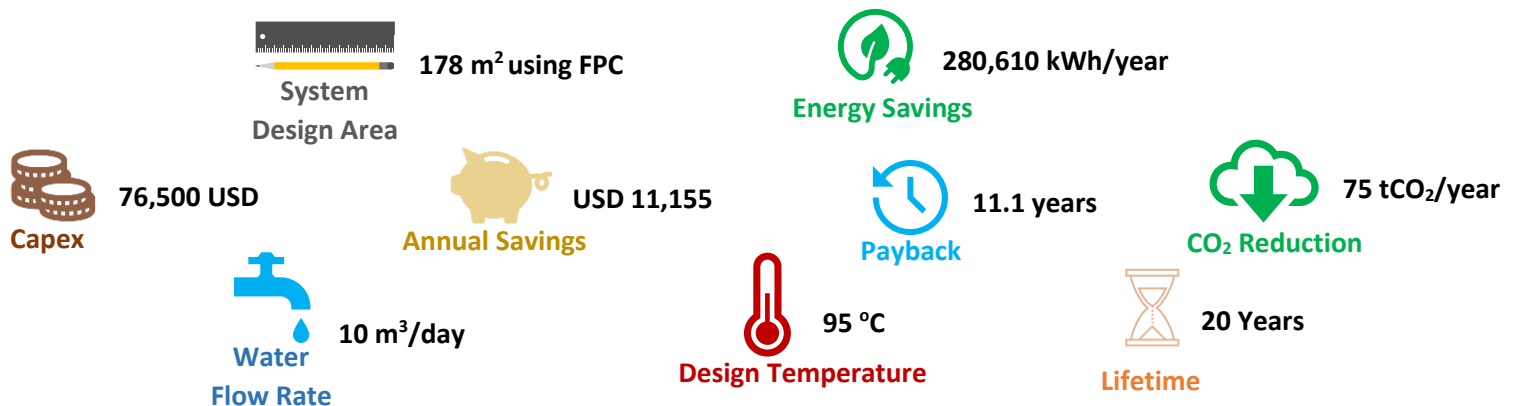 178 m² using FPC
System
Design Area
280,610 kWh/year
Energy Savings
76,500 USD
Capex
USD 11,155
Annual Savings
11.1 years
Payback
75 tCO₂/year
CO₂ Reduction
10 m³/day
Water
Flow Rate
95 °C
Design Temperature
20 Years
Lifetime